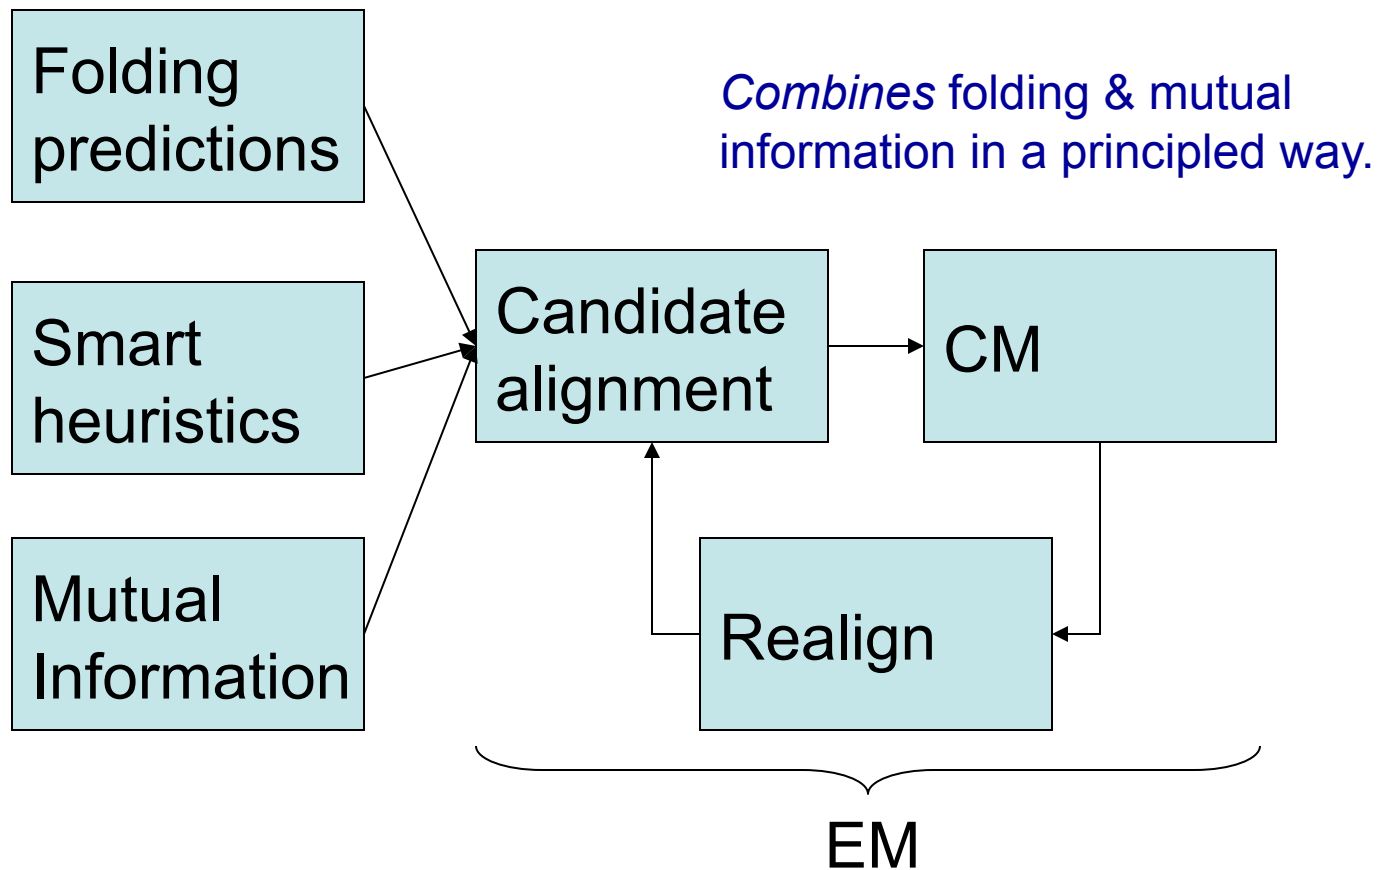 Folding
predictions
Combines folding & mutual
information in a principled way.
Smart
heuristics
Candidate
alignment
CM
Mutual
Information
Realign
EM